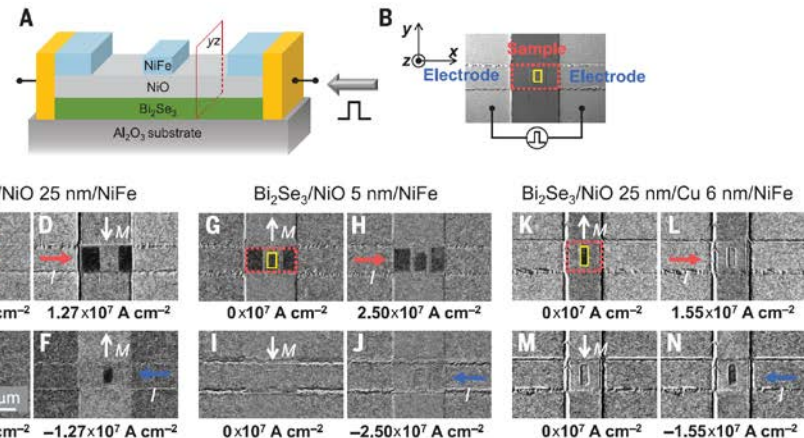 A
yz
NiFe
NiO
Bi₂Se₃
Al₂O₃ substrate
B
y
z
x
Sample
Electrode
Electrode
/NiO 25 nm/NiFe
Bi₂Se₃/NiO 5 nm/NiFe
Bi₂Se₃/NiO 25 nm/Cu 6 nm/NiFe
D
M
I
G
M
H
I
K
M
L
I
cm⁻²
1.27×10⁷ A cm⁻²
0×10⁷ A cm⁻²
2.50×10⁷ A cm⁻²
0×10⁷ A cm⁻²
1.55×10⁷ A cm⁻²
F
M
I
I
M
J
I
M
M
N
I
μm
cm⁻²
−1.27×10⁷ A cm⁻²
0×10⁷ A cm⁻²
−2.50×10⁷ A cm⁻²
0×10⁷ A cm⁻²
−1.55×10⁷ A cm⁻²